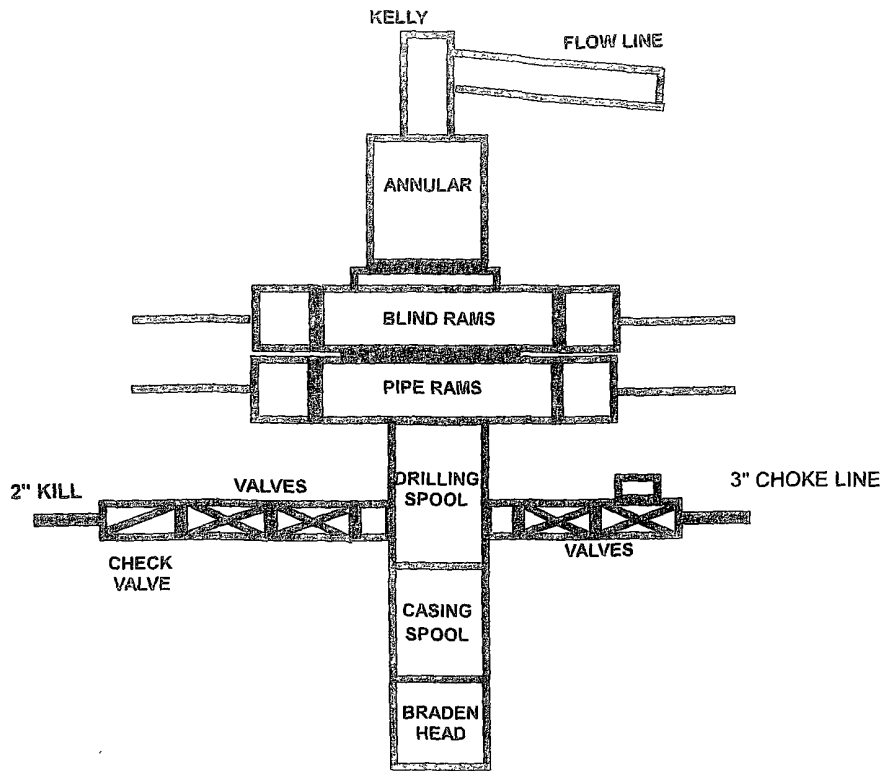 KELLY
FLOW LINE
ANNULAR
BLIND RAMS
PIPE RAMS
2" KILL
VALVES
DRILLING
SPOOL
3" CHOKE LINE
CHECK
VALVE
VALVES
CASING
SPOOL
BRADEN
HEAD